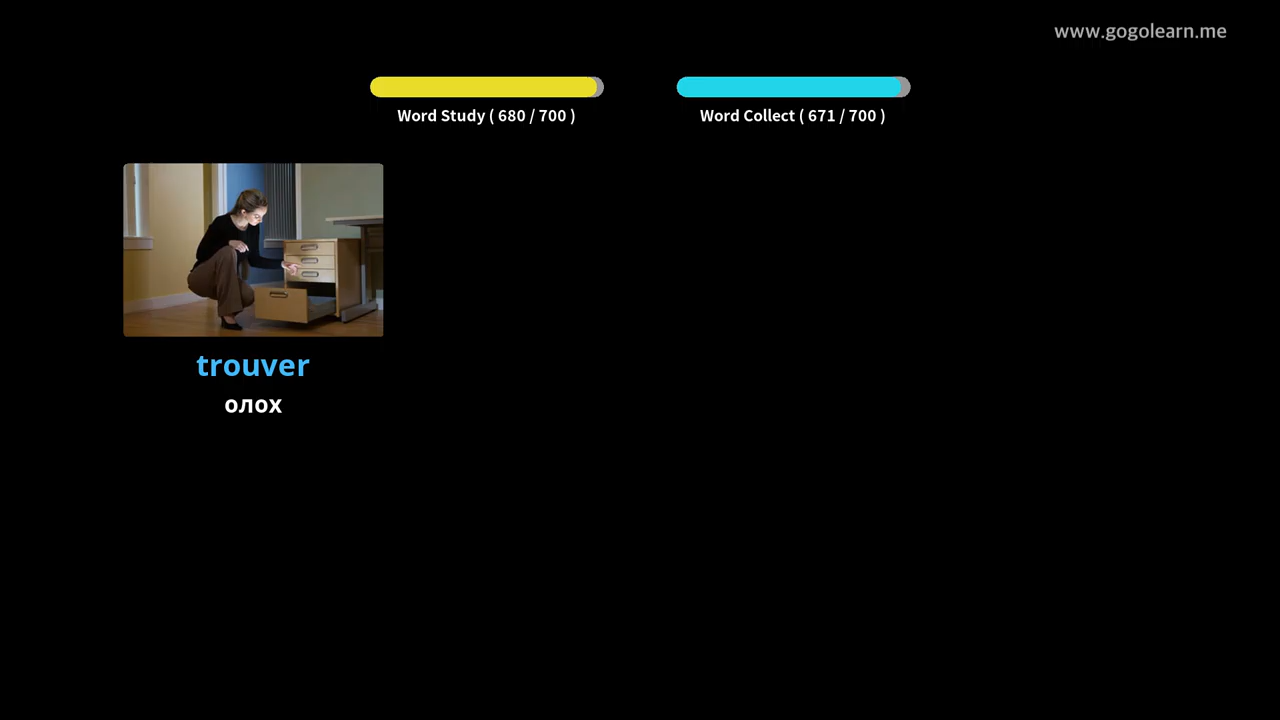 www.gogolearn.me
Word Study ( 680 / 700 )
Word Collect ( 671 / 700 )
trouver
олох